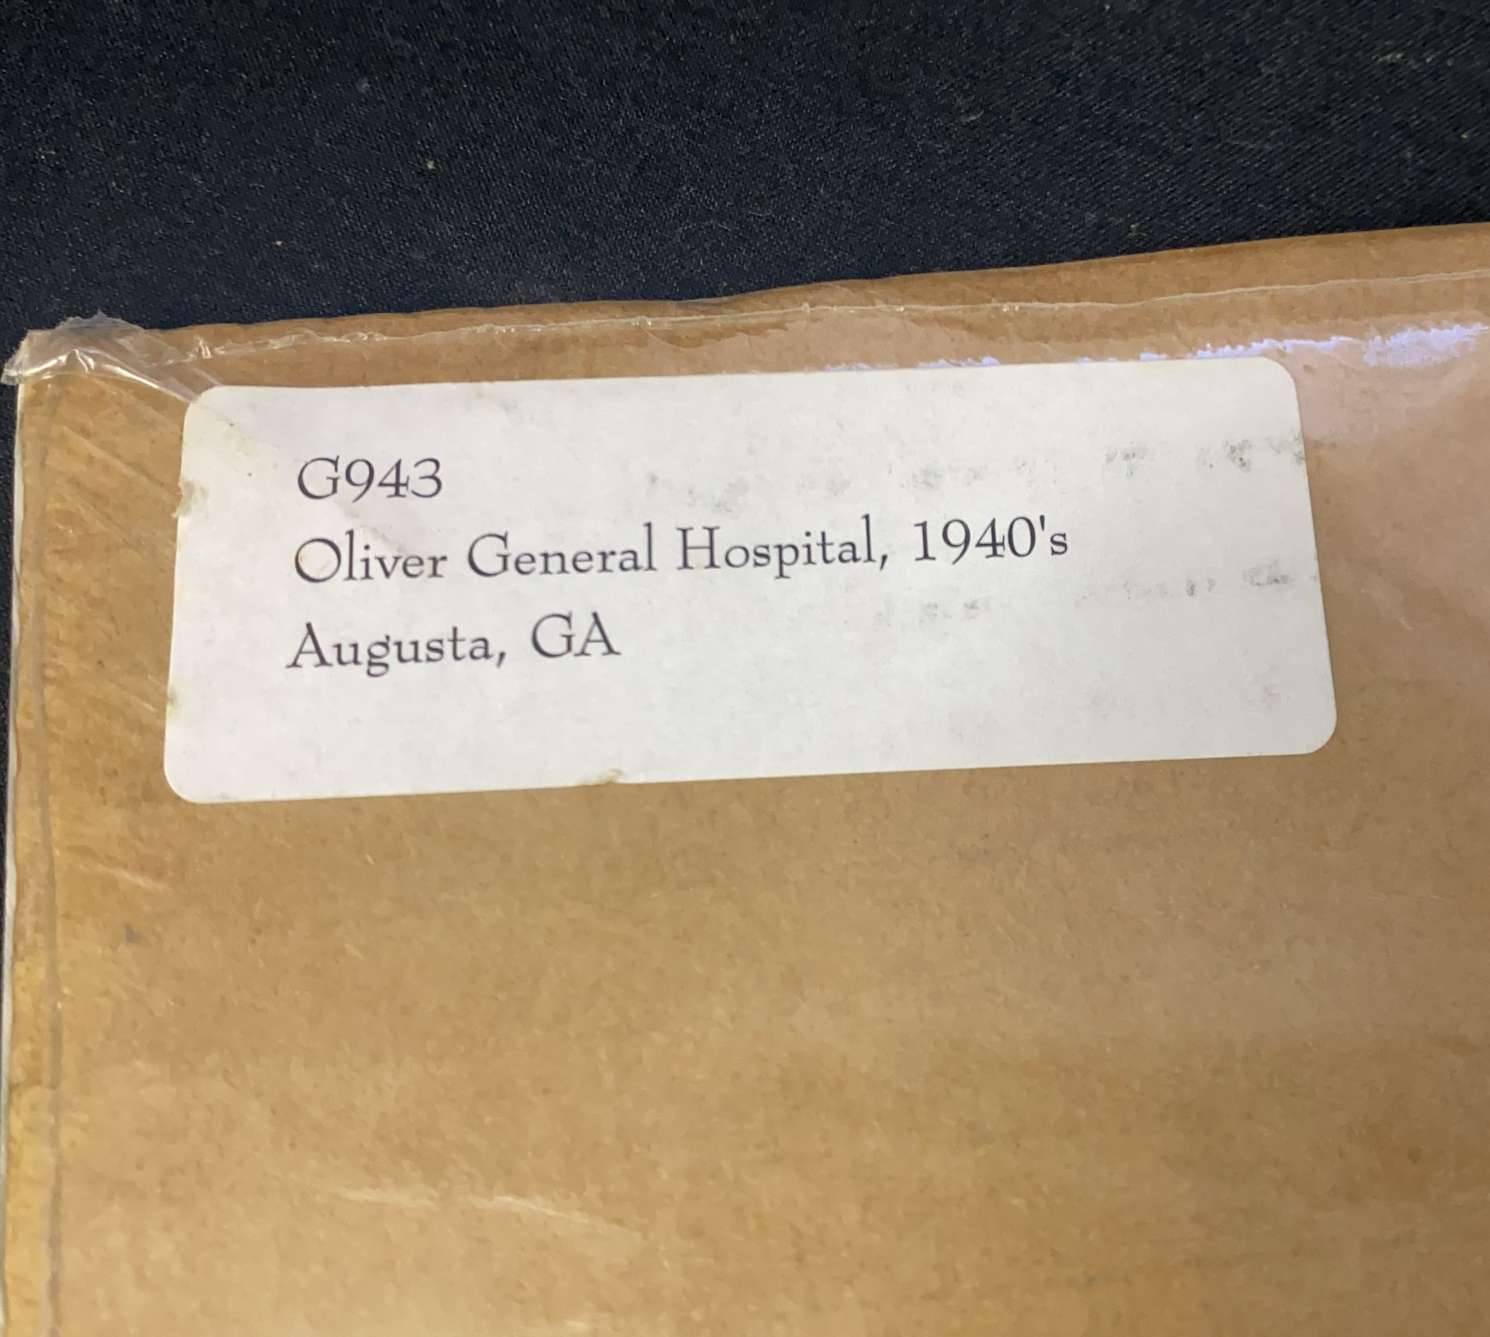 G943
Oliver General Hospital, 1940's
Augusta, GA